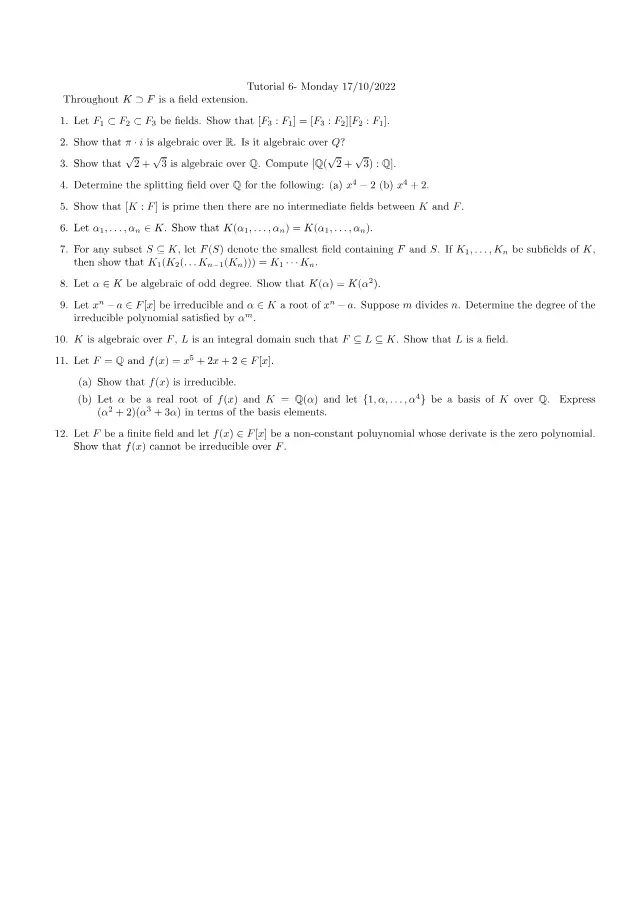 Tutorial 6- Monday 17/10/2022
Throughout K ⊃ F is a field extension.
1. Let F₁ ⊂ F₂ ⊂ F₃ be fields. Show that [F₃ : F₁] = [F₃ : F₂][F₂ : F₁].
2. Show that π · i is algebraic over ℝ. Is it algebraic over Q?
3. Show that √2 + √3 is algebraic over ℚ. Compute [ℚ(√2 + √3) : ℚ].
4. Determine the splitting field over ℚ for the following: (a) x⁴ − 2 (b) x⁴ + 2.
5. Show that [K : F] is prime then there are no intermediate fields between K and F.
6. Let α₁, . . . , αₙ ∈ K. Show that K(α₁, . . . , αₙ) = K(α₁, . . . , αₙ).
7. For any subset S ⊆ K, let F(S) denote the smallest field containing F and S. If K₁, . . . , Kₙ be subfields of K,
then show that K₁(K₂(. . . Kₙ₋₁(Kₙ))) = K₁ · · · Kₙ.
8. Let α ∈ K be algebraic of odd degree. Show that K(α) = K(α²).
9. Let xⁿ − a ∈ F[x] be irreducible and α ∈ K a root of xⁿ − a. Suppose m divides n. Determine the degree of the
irreducible polynomial satisfied by αᵐ.
10. K is algebraic over F, L is an integral domain such that F ⊆ L ⊆ K. Show that L is a field.
11. Let F = ℚ and f(x) = x⁵ + 2x + 2 ∈ F[x].
(a) Show that f(x) is irreducible.
(b) Let α be a real root of f(x) and K = ℚ(α) and let {1, α, . . . , α⁴} be a basis of K over ℚ. Express
(α² + 2)(α³ + 3α) in terms of the basis elements.
12. Let F be a finite field and let f(x) ∈ F[x] be a non-constant poluynomial whose derivate is the zero polynomial.
Show that f(x) cannot be irreducible over F.